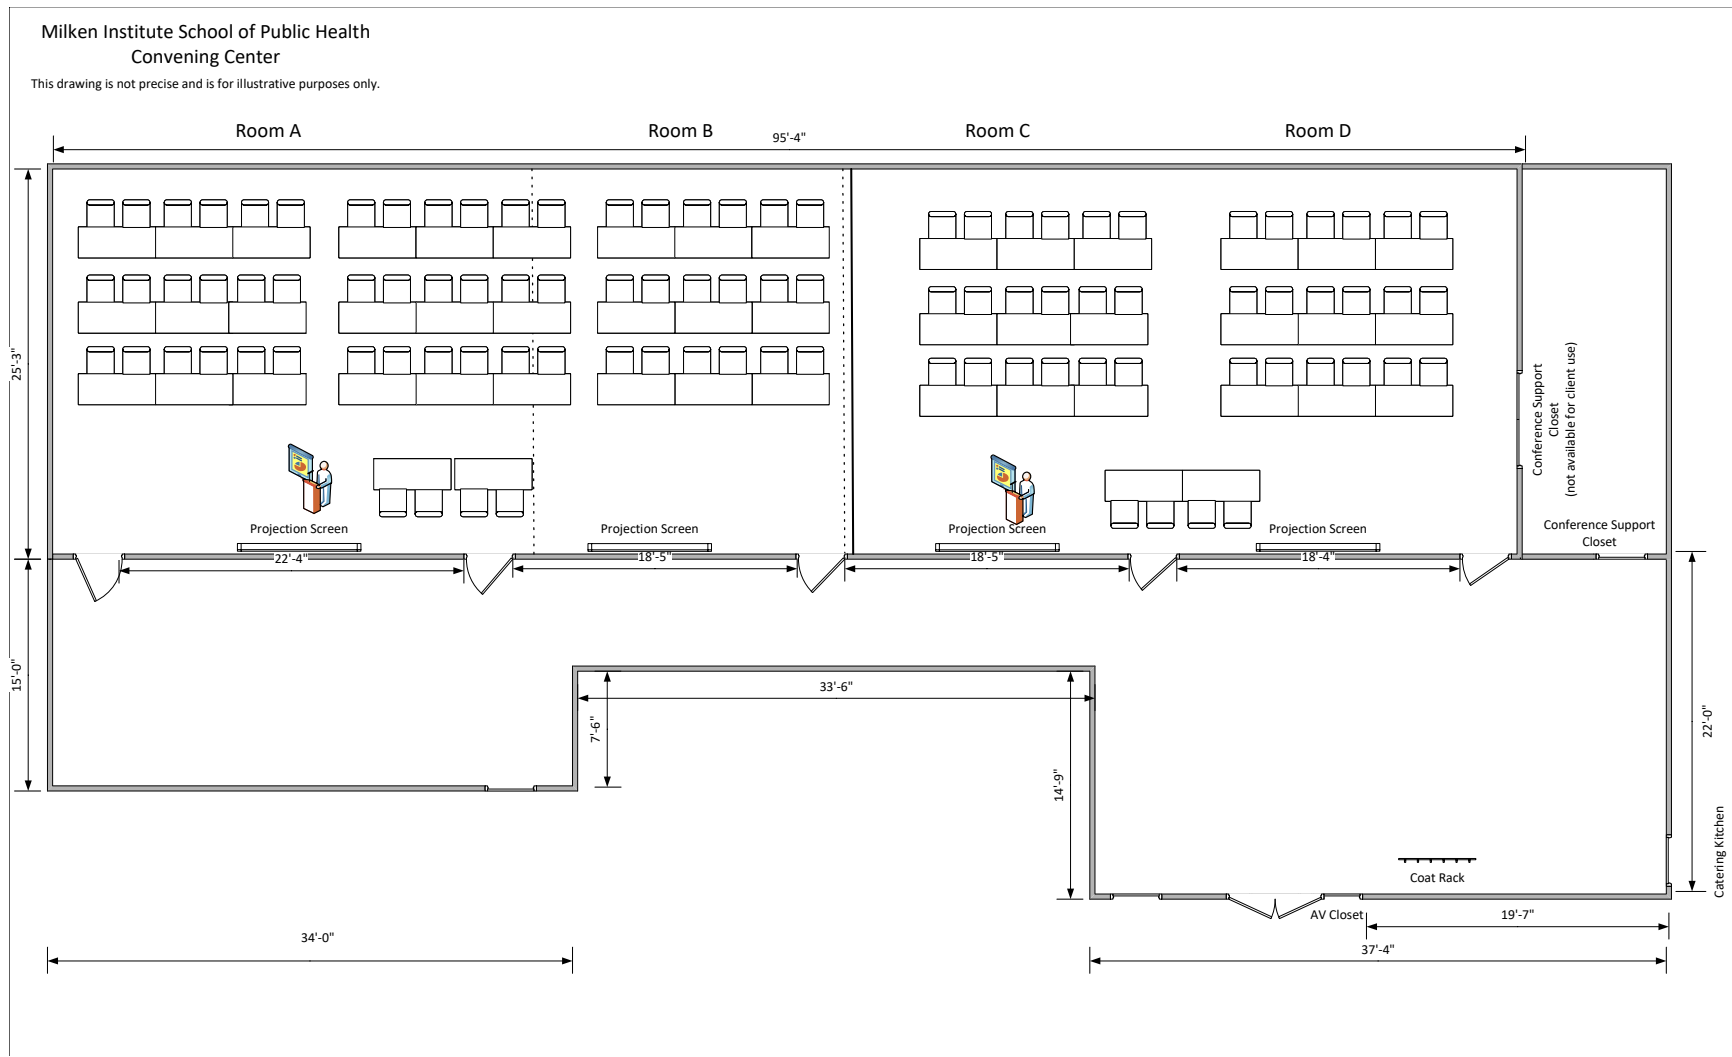 Milken Institute School of Public Health
Convening Center
This drawing is not precise and is for illustrative purposes only.
Room A
Room B
Room C
Room D
95'-4"
25'-3"
Conference Support
Closet
(not available for client use)
Projection Screen
Projection Screen
Projection Screen
Projection Screen
Conference Support
Closet
22'-4"
18'-5"
18'-5"
18'-4"
15'-0"
33'-6"
7'-6"
14'-9"
22'-0"
Catering Kitchen
Coat Rack
AV Closet
19'-7"
34'-0"
37'-4"